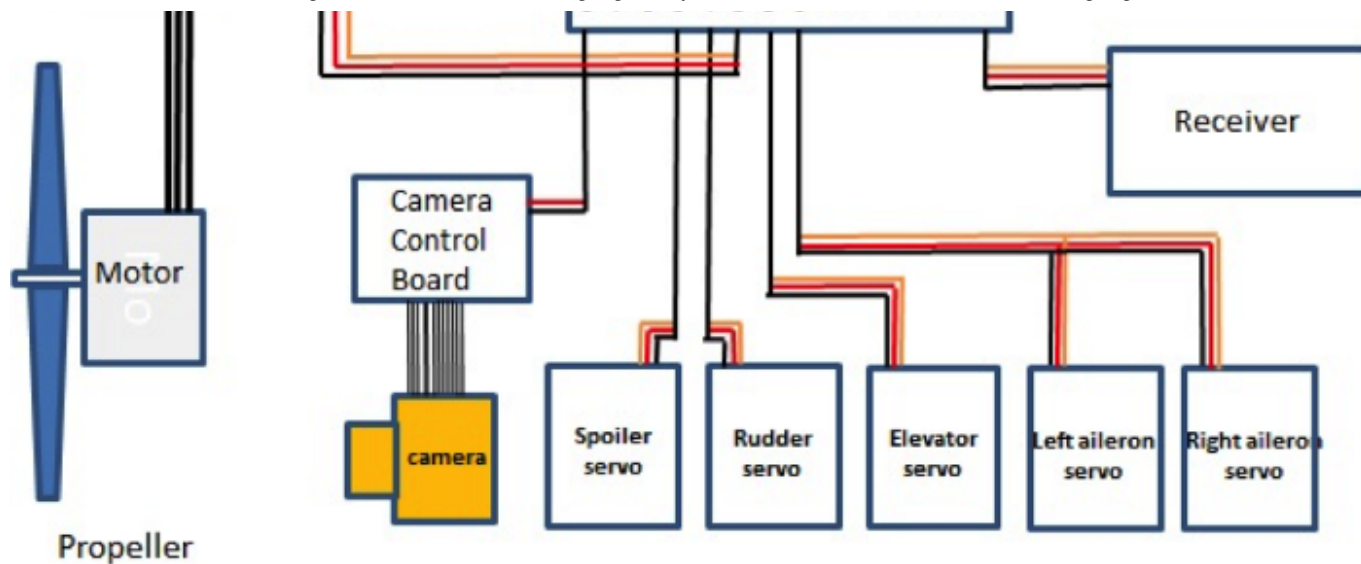 Receiver
Camera
Control
Board
Motor
Spoiler
servo
Rudder
servo
Elevator
servo
Left aileron
servo
Right aileron
servo
camera
Propeller